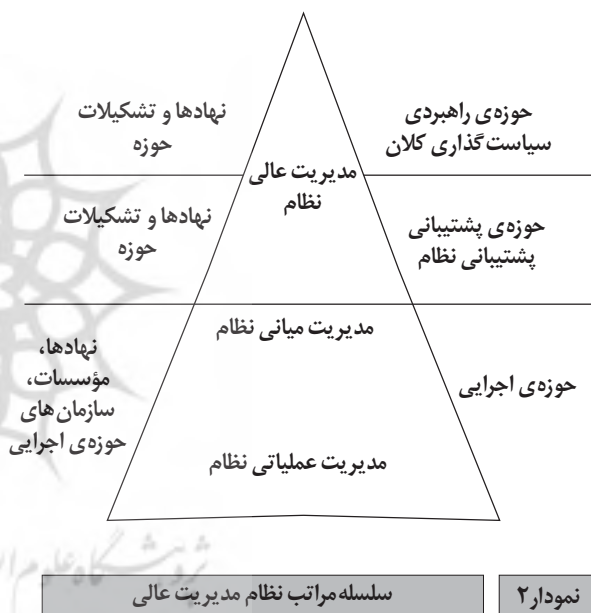 حوزه‌ی راهبردی
سیاست‌گذاری کلان
نهادها و تشکیلات
حوزه
مدیریت عالی
نظام
حوزه‌ی پشتیبانی
پشتیبانی نظام
نهادها و تشکیلات
حوزه
مدیریت میانی نظام
حوزه‌ی اجرایی
نهادها،
مؤسسات،
سازمان‌های
حوزه‌ی اجرایی
مدیریت عملیاتی نظام
نمودار۲
سلسله‌مراتب نظام مدیریت عالی